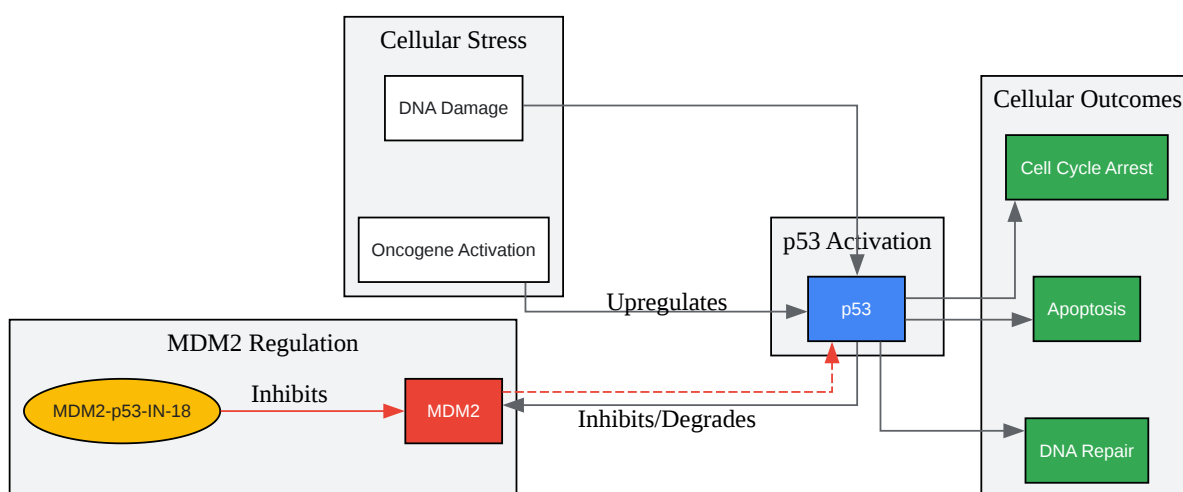 Cellular Stress
DNA Damage
Oncogene Activation
Cellular Outcomes
Cell Cycle Arrest
p53 Activation
p53
Upregulates
Apoptosis
MDM2 Regulation
MDM2-p53-IN-18
Inhibits
MDM2
Inhibits/Degrades
DNA Repair